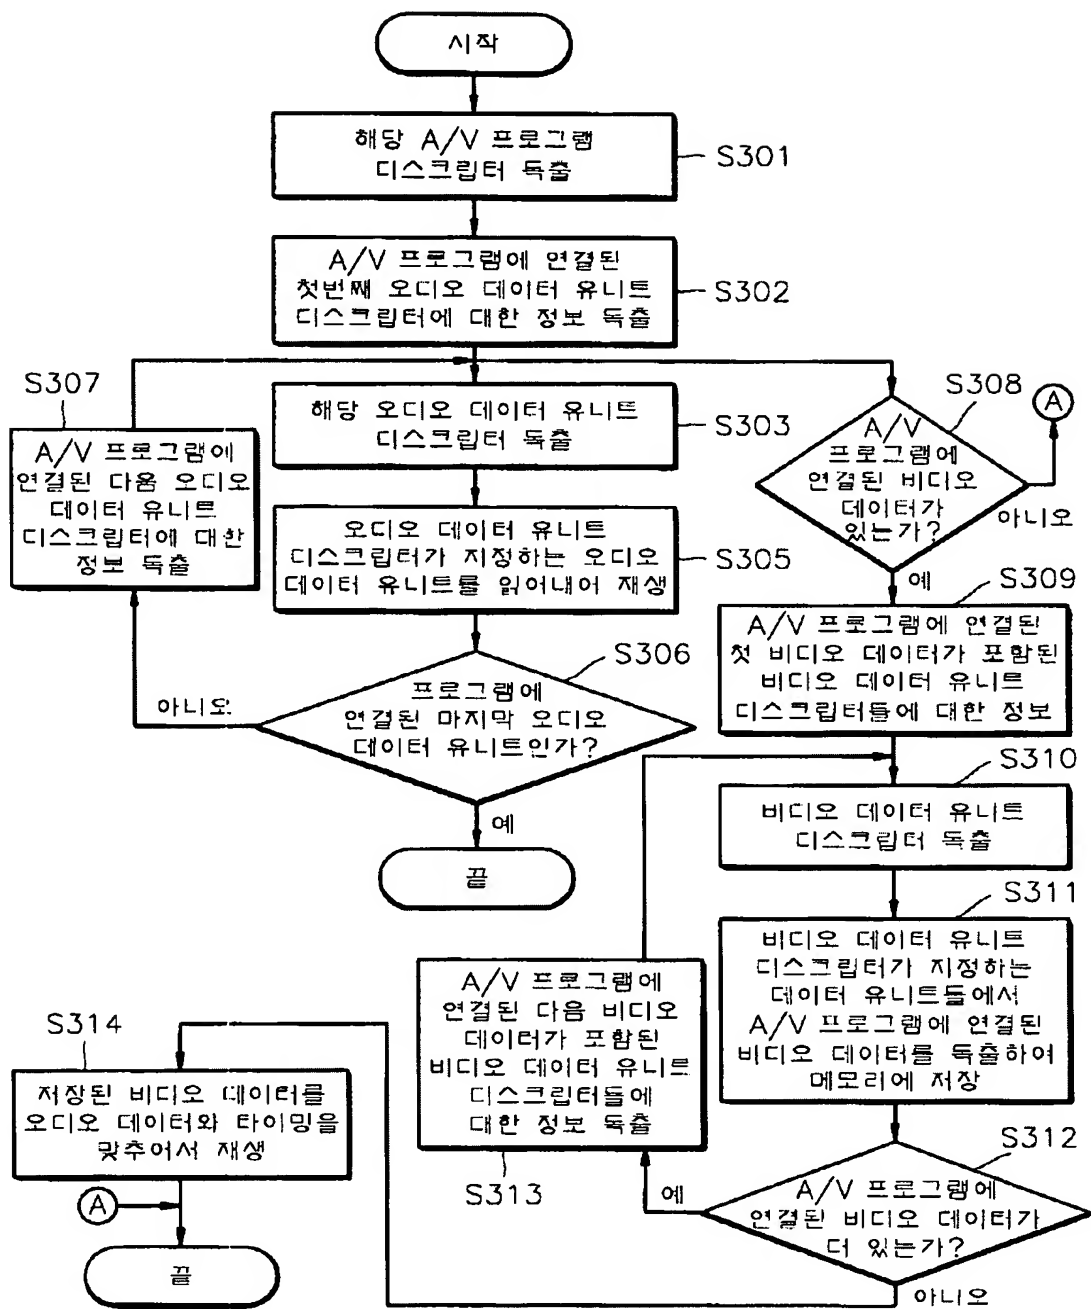 시작
해당 A/V 프로그램
디스크립터 독출
S301
A/V 프로그램에 연결된
첫번째 오디오 데이터 유니트
디스크립터에 대한 정보 독출
S302
S307
A/V 프로그램에
연결된 다음 오디오
데이터 유니트
디스크립터에 대한
정보 독출
해당 오디오 데이터 유니트
디스크립터 독출
S303
오디오 데이터 유니트
디스크립터가 지정하는 오디오
데이터 유니트를 읽어내어 재생
S305
S306
프로그램에
연결된 마지막 오디오
데이터 유니트인가?
아니오
예
끝
S308
A/V
프로그램에
연결된 비디오
데이터가
있는가?
A
아니오
예
S309
A/V 프로그램에 연결된
첫 비디오 데이터가 포함된
비디오 데이터 유니트
디스크립터들에 대한 정보
S310
비디오 데이터 유니트
디스크립터 독출
S311
비디오 데이터 유니트
디스크립터가 지정하는
데이터 유니트들에서
A/V 프로그램에 연결된
비디오 데이터를 독출하여
메모리에 저장
S312
A/V 프로그램에
연결된 비디오 데이터가
더 있는가?
예
아니오
A/V 프로그램에
연결된 다음 비디오
데이터가 포함된
비디오 데이터 유니트
디스크립터들에
대한 정보 독출
S313
S314
저장된 비디오 데이터를
오디오 데이터와 타이밍을
맞추어서 재생
A
끝